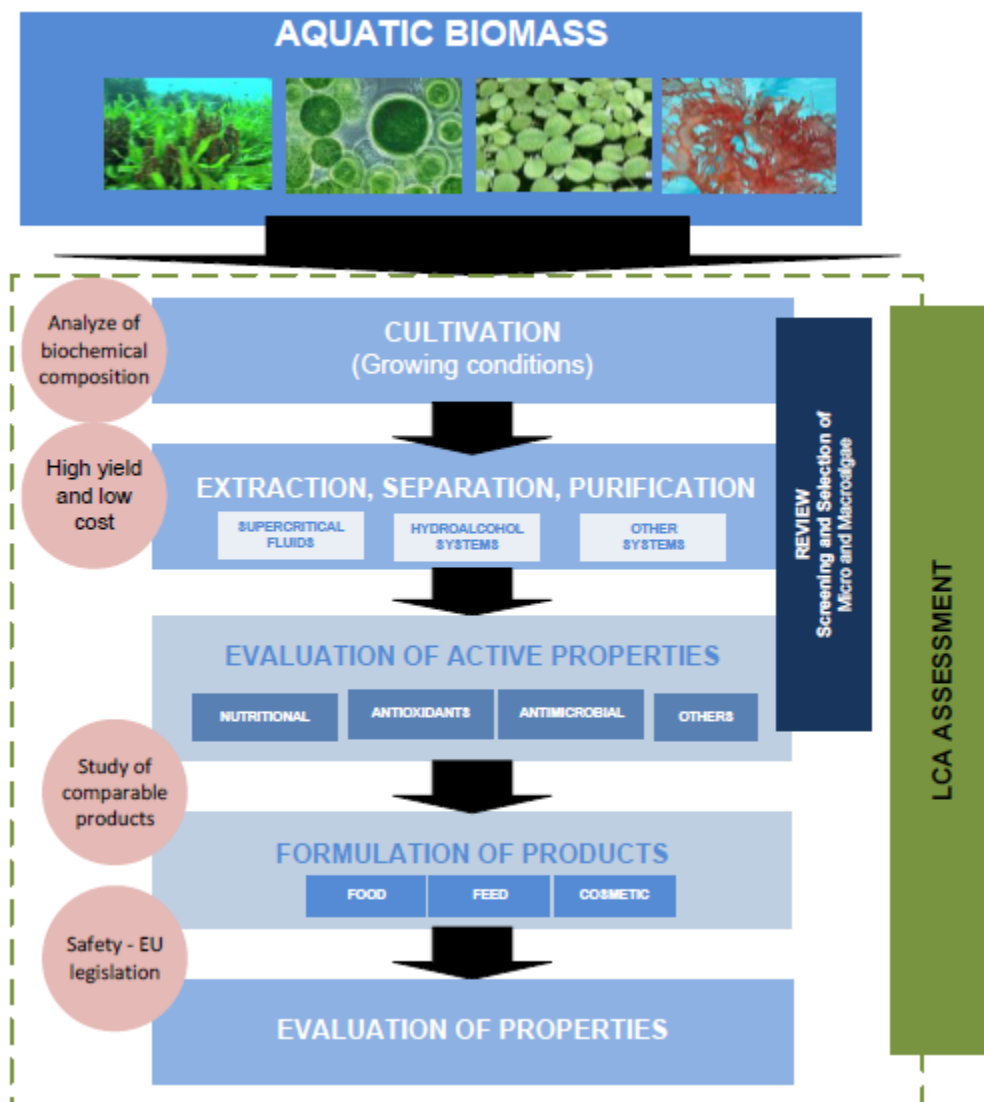 AQUATIC BIOMASS
Analyze of
biochemical
composition
CULTIVATION
(Growing conditions)
High yield
and low
cost
EXTRACTION, SEPARATION, PURIFICATION
SUPERCRITICAL
FLUIDS
HYDROALCOHOL
SYSTEMS
OTHER
SYSTEMS
REVIEW
Screening and Selection of
Micro and Macroalgae
LCA ASSESSMENT
EVALUATION OF ACTIVE PROPERTIES
NUTRITIONAL
ANTIOXIDANTS
ANTIMICROBIAL
OTHERS
Study of
comparable
products
FORMULATION OF PRODUCTS
FOOD
FEED
COSMETIC
Safety - EU
legislation
EVALUATION OF PROPERTIES